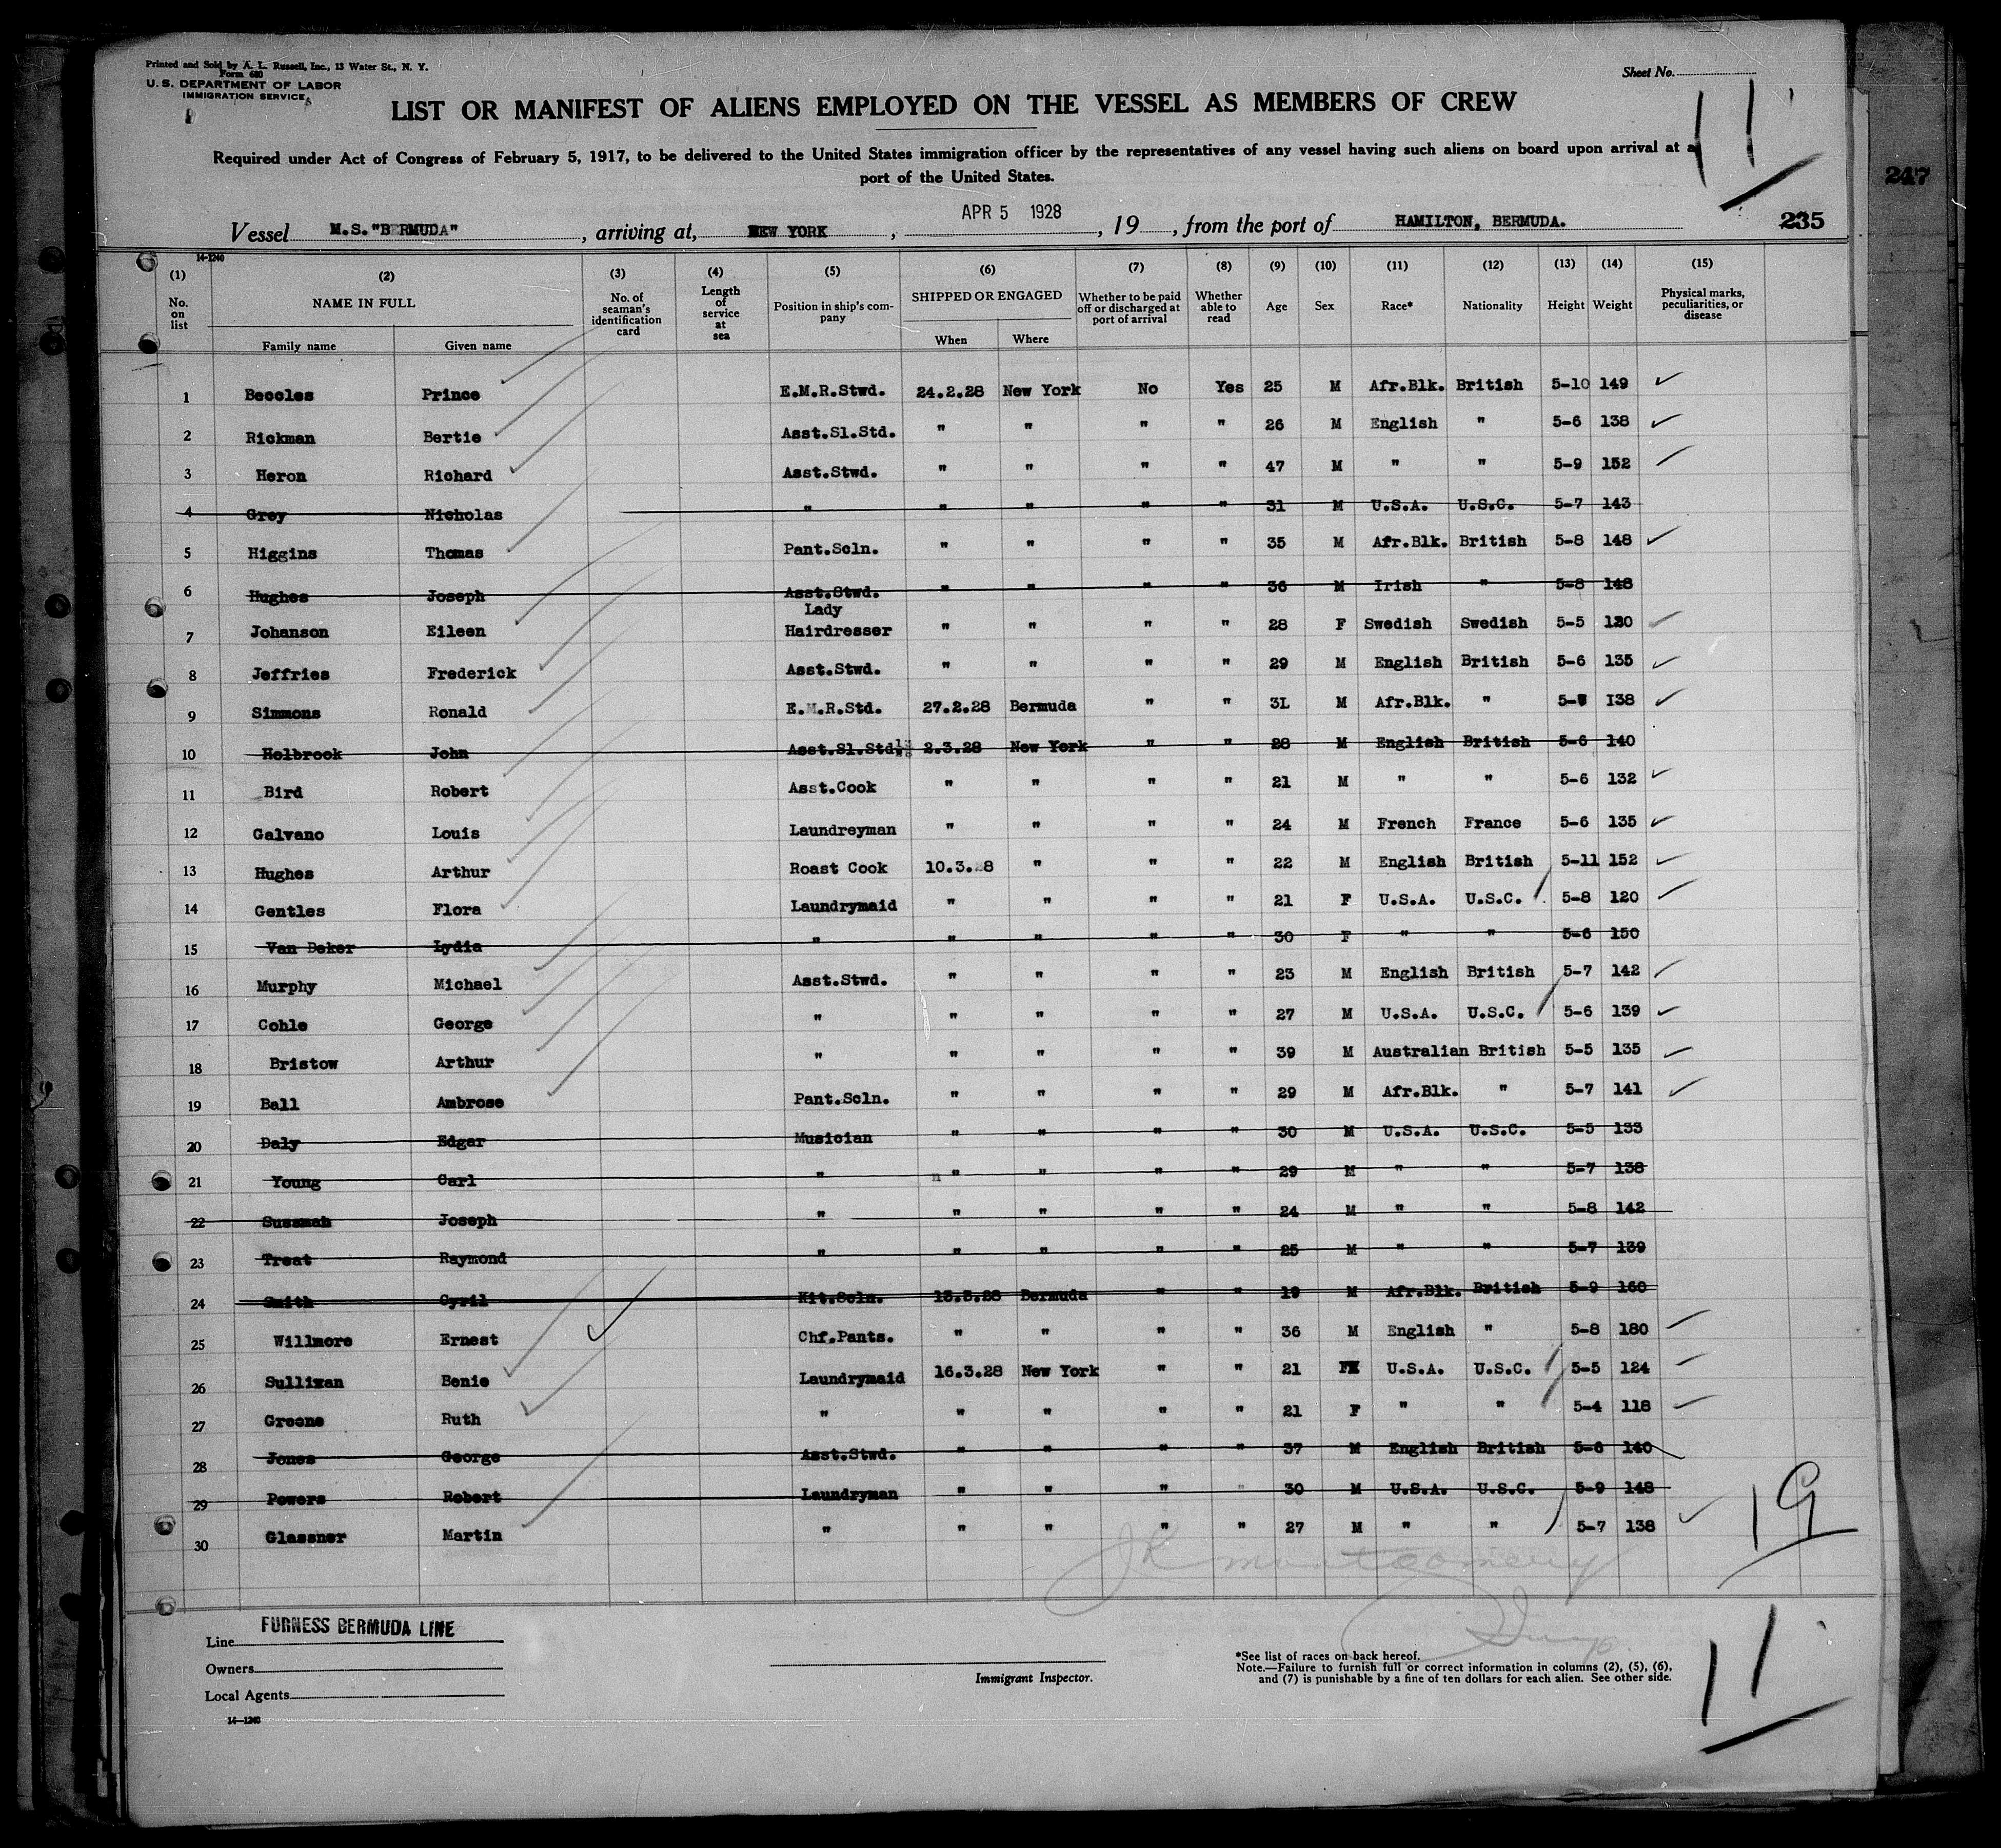 Printed and Sold by A. L. Russell, Inc., 13 Water St., N. Y.
Form 680
U. S. DEPARTMENT OF LABOR
IMMIGRATION SERVICE
Sheet No.
11
LIST OR MANIFEST OF ALIENS EMPLOYED ON THE VESSEL AS MEMBERS OF CREW
Required under Act of Congress of February 5, 1917, to be delivered to the United States immigration officer by the representatives of any vessel having such aliens on board upon arrival at a
port of the United States.
247
Vessel M.S."BERMUDA", arriving at, NEW YORK, APR 5 1928, 19, from the port of HAMILTON, BERMUDA. 235
14-1240
(1) (2) (3) (4) (5) (6) (7) (8) (9) (10) (11) (12) (13) (14) (15)
No. on list NAME IN FULL Family name Given name No. of seaman's identification card Length of service at sea Position in ship's company SHIPPED OR ENGAGED When Where Whether to be paid off or discharged at port of arrival Whether able to read Age Sex Race* Nationality Height Weight Physical marks, peculiarities, or disease
1 Beccles Prince E.M.R.Stwd. 24.2.28 New York No Yes 25 M Afr.Blk. British 5-10 149
2 Rickman Bertie Asst.Sl.Std. " " " " 26 M English " 5-6 138
3 Heron Richard Asst.Stwd. " " " " 47 M " " 5-9 152
4 Grey Nicholas " " " " " 31 M U.S.A. U.S.C. 5-7 143
5 Higgins Thomas Pant.Scln. " " " " 35 M Afr.Blk. British 5-8 148
6 Hughes Joseph Asst.Stwd. " " " " 36 M Irish " 5-8 148
7 Johanson Eileen Lady Hairdresser " " " " 28 F Swedish Swedish 5-5 130
8 Jeffries Frederick Asst.Stwd. " " " " 29 M English British 5-6 135
9 Simmons Ronald E.M.R.Std. 27.2.28 Bermuda " " 3L M Afr.Blk. " 5-7 138
10 Holbrook John Asst.Sl.Std. 2.3.28 New York " " 28 M English British 5-6 140
11 Bird Robert Asst.Cook " " " " 21 M " " 5-6 132
12 Galvano Louis Laundreyman " " " " 24 M French France 5-6 135
13 Hughes Arthur Roast Cook 10.3.28 " " " 22 M English British 5-11 152
14 Gentles Flora Laundrymaid " " " " 21 F U.S.A. U.S.C. 5-8 120
15 Van Deker Lydia " " " " " 30 F " " 5-6 150
16 Murphy Michael Asst.Stwd. " " " " 23 M English British 5-7 142
17 Cohle George " " " " " 27 M U.S.A. U.S.C. 5-6 139
18 Bristow Arthur " " " " " 39 M Australian British 5-5 135
19 Ball Ambrose Pant.Scln. " " " " 29 M Afr.Blk. " 5-7 141
20 Daly Edgar Musician " " " " 30 M U.S.A. U.S.C. 5-5 133
21 Young Carl " " " " " 29 M " " 5-7 138
22 Sussman Joseph " " " " " 24 M " " 5-8 142
23 Treat Raymond " " " " " 25 M " " 5-7 139
24 Smith Cyril Kit.Scln. 13.3.28 Bermuda " " 19 M Afr.Blk. British 5-9 160
25 Willmore Ernest Chf.Pants. " " " " 36 M English " 5-8 180
26 Sullivan Benie Laundrymaid 16.3.28 New York " " 21 F U.S.A. U.S.C. 5-5 124
27 Greene Ruth " " " " " 21 F " " 5-4 118
28 Jones George Asst.Stwd. " " " " 37 M English British 5-6 140
29 Powers Robert Laundryman " " " " 30 M U.S.A. U.S.C. 5-9 148
30 Glassner Martin " " " " " 27 M " " 5-7 138
19
JR Montgomery
FURNESS BERMUDA LINE
Line
Owners
Local Agents
14-1240
Immigrant Inspector.
*See list of races on back hereof.
Note.—Failure to furnish full or correct information in columns (2), (5), (6),
and (7) is punishable by a fine of ten dollars for each alien. See other side.
11